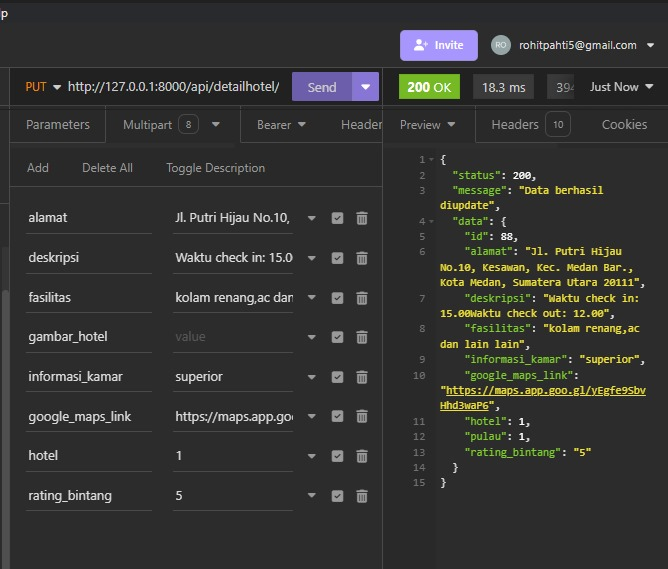 lp
Invite
RO
rohitpahti5@gmail.com
PUT http://127.0.0.1:8000/api/detailhotel/ Send
200 OK 18.3 ms 394 Just Now
Parameters Multipart 8 Bearer Header
Preview Headers 10 Cookies
Add Delete All Toggle Description
alamat Jl. Putri Hijau No.10,
deskripsi Waktu check in: 15.0
fasilitas kolam renang,ac dan
gambar_hotel value
informasi_kamar superior
google_maps_link https://maps.app.goo
hotel 1
rating_bintang 5
1 {
2 "status": 200,
3 "message": "Data berhasil
diupdate",
4 "data": {
5 "id": 88,
6 "alamat": "Jl. Putri Hijau
No.10, Kesawan, Kec. Medan Bar.,
Kota Medan, Sumatera Utara 20111",
7 "deskripsi": "Waktu check in:
15.00Waktu check out: 12.00",
8 "fasilitas": "kolam renang,ac
dan lain lain",
9 "informasi_kamar": "superior",
10 "google_maps_link":
"https://maps.app.goo.gl/yEgfe9Sbv
Hhd3waP6",
11 "hotel": 1,
12 "pulau": 1,
13 "rating_bintang": "5"
14 }
15 }